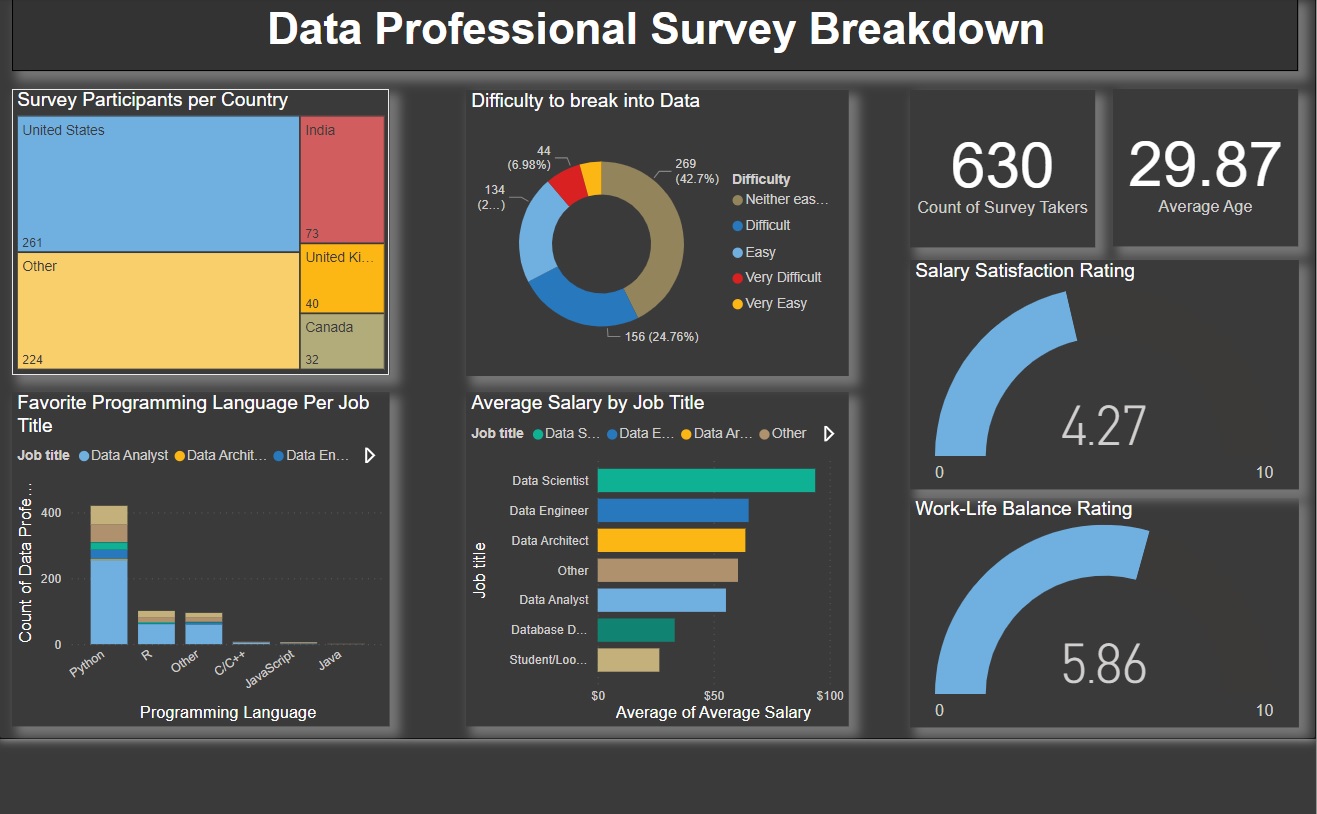 Data Professional Survey Breakdown
Survey Participants per Country
United States
261
Other
224
India
73
United Ki...
40
Canada
32
Difficulty to break into Data
44
(6.98%)
134
(2...)
269
(42.7%)
156 (24.76%)
Difficulty
Neither eas...
Difficult
Easy
Very Difficult
Very Easy
630
Count of Survey Takers
29.87
Average Age
Salary Satisfaction Rating
4.27
0
10
Favorite Programming Language Per Job
Title
Job title Data Analyst Data Archit... Data En...
Count of Data Profe...
400
200
0
Python
R
Other
C/C++
JavaScript
Java
Programming Language
Average Salary by Job Title
Job title Data S... Data E... Data Ar... Other
Job title
Data Scientist
Data Engineer
Data Architect
Other
Data Analyst
Database D...
Student/Loo...
$0
$50
$100
Average of Average Salary
Work-Life Balance Rating
5.86
0
10